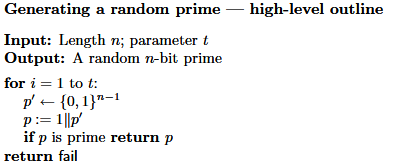 Generating a random prime — high-level outline
Input: Length n; parameter t
Output: A random n-bit prime
for i = 1 to t:
p′ ← {0, 1}ⁿ⁻¹
p := 1‖p′
if p is prime return p
return fail